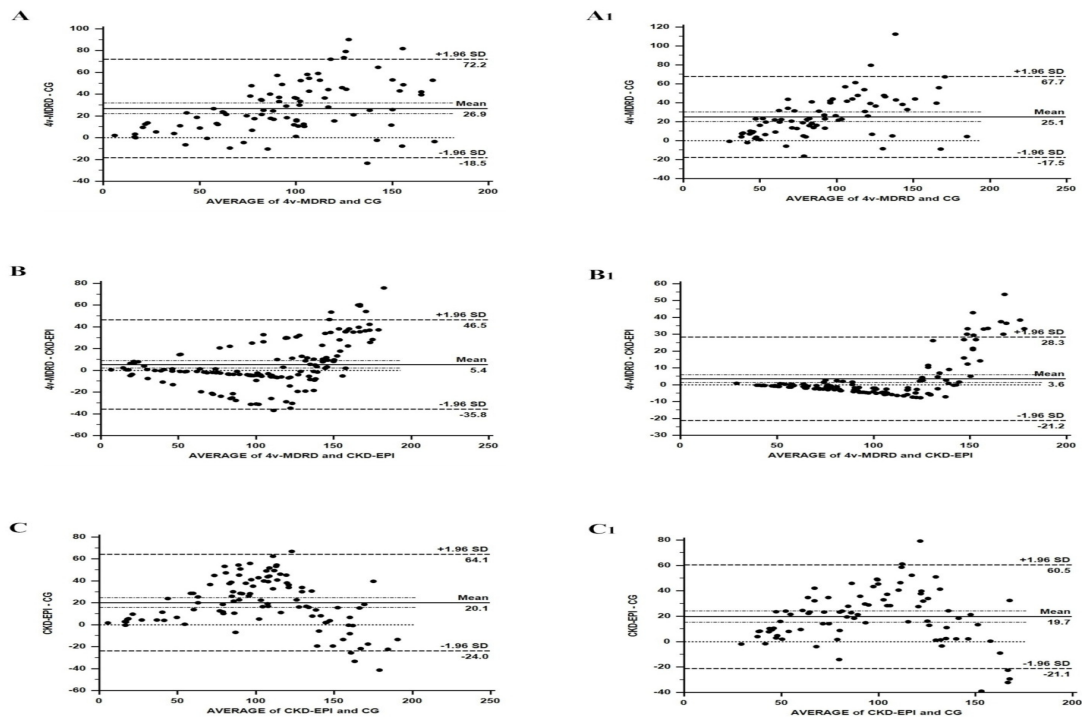 A
100
80
60
40
20
0
-20
-40
4v-MDRD - CG
+1.96 SD
72.2
Mean
26.9
-1.96 SD
-18.5
0 50 100 150 200
AVERAGE of 4v-MDRD and CG
A1
120
100
80
60
40
20
0
-20
-40
4v-MDRD - CG
+1.96 SD
67.7
Mean
25.1
-1.96 SD
-17.5
0 50 100 150 200 250
AVERAGE of 4v-MDRD and CG
B
80
60
40
20
0
-20
-40
-60
4v-MDRD - CKD-EPI
+1.96 SD
46.5
Mean
5.4
-1.96 SD
-35.8
0 50 100 150 200 250
AVERAGE of 4v-MDRD and CKD-EPI
B1
60
50
40
30
20
10
0
-10
-20
-30
4v-MDRD - CKD-EPI
+1.96 SD
28.3
Mean
3.6
-1.96 SD
-21.2
0 50 100 150 200
AVERAGE of 4v-MDRD and CKD-EPI
C
80
60
40
20
0
-20
-40
-60
CKD-EPI - CG
+1.96 SD
64.1
Mean
20.1
-1.96 SD
-24.0
0 50 100 150 200 250
AVERAGE of CKD-EPI and CG
C1
80
60
40
20
0
-20
-40
CKD-EPI - CG
+1.96 SD
60.5
Mean
19.7
-1.96 SD
-21.1
0 50 100 150 200
AVERAGE of CKD-EPI and CG